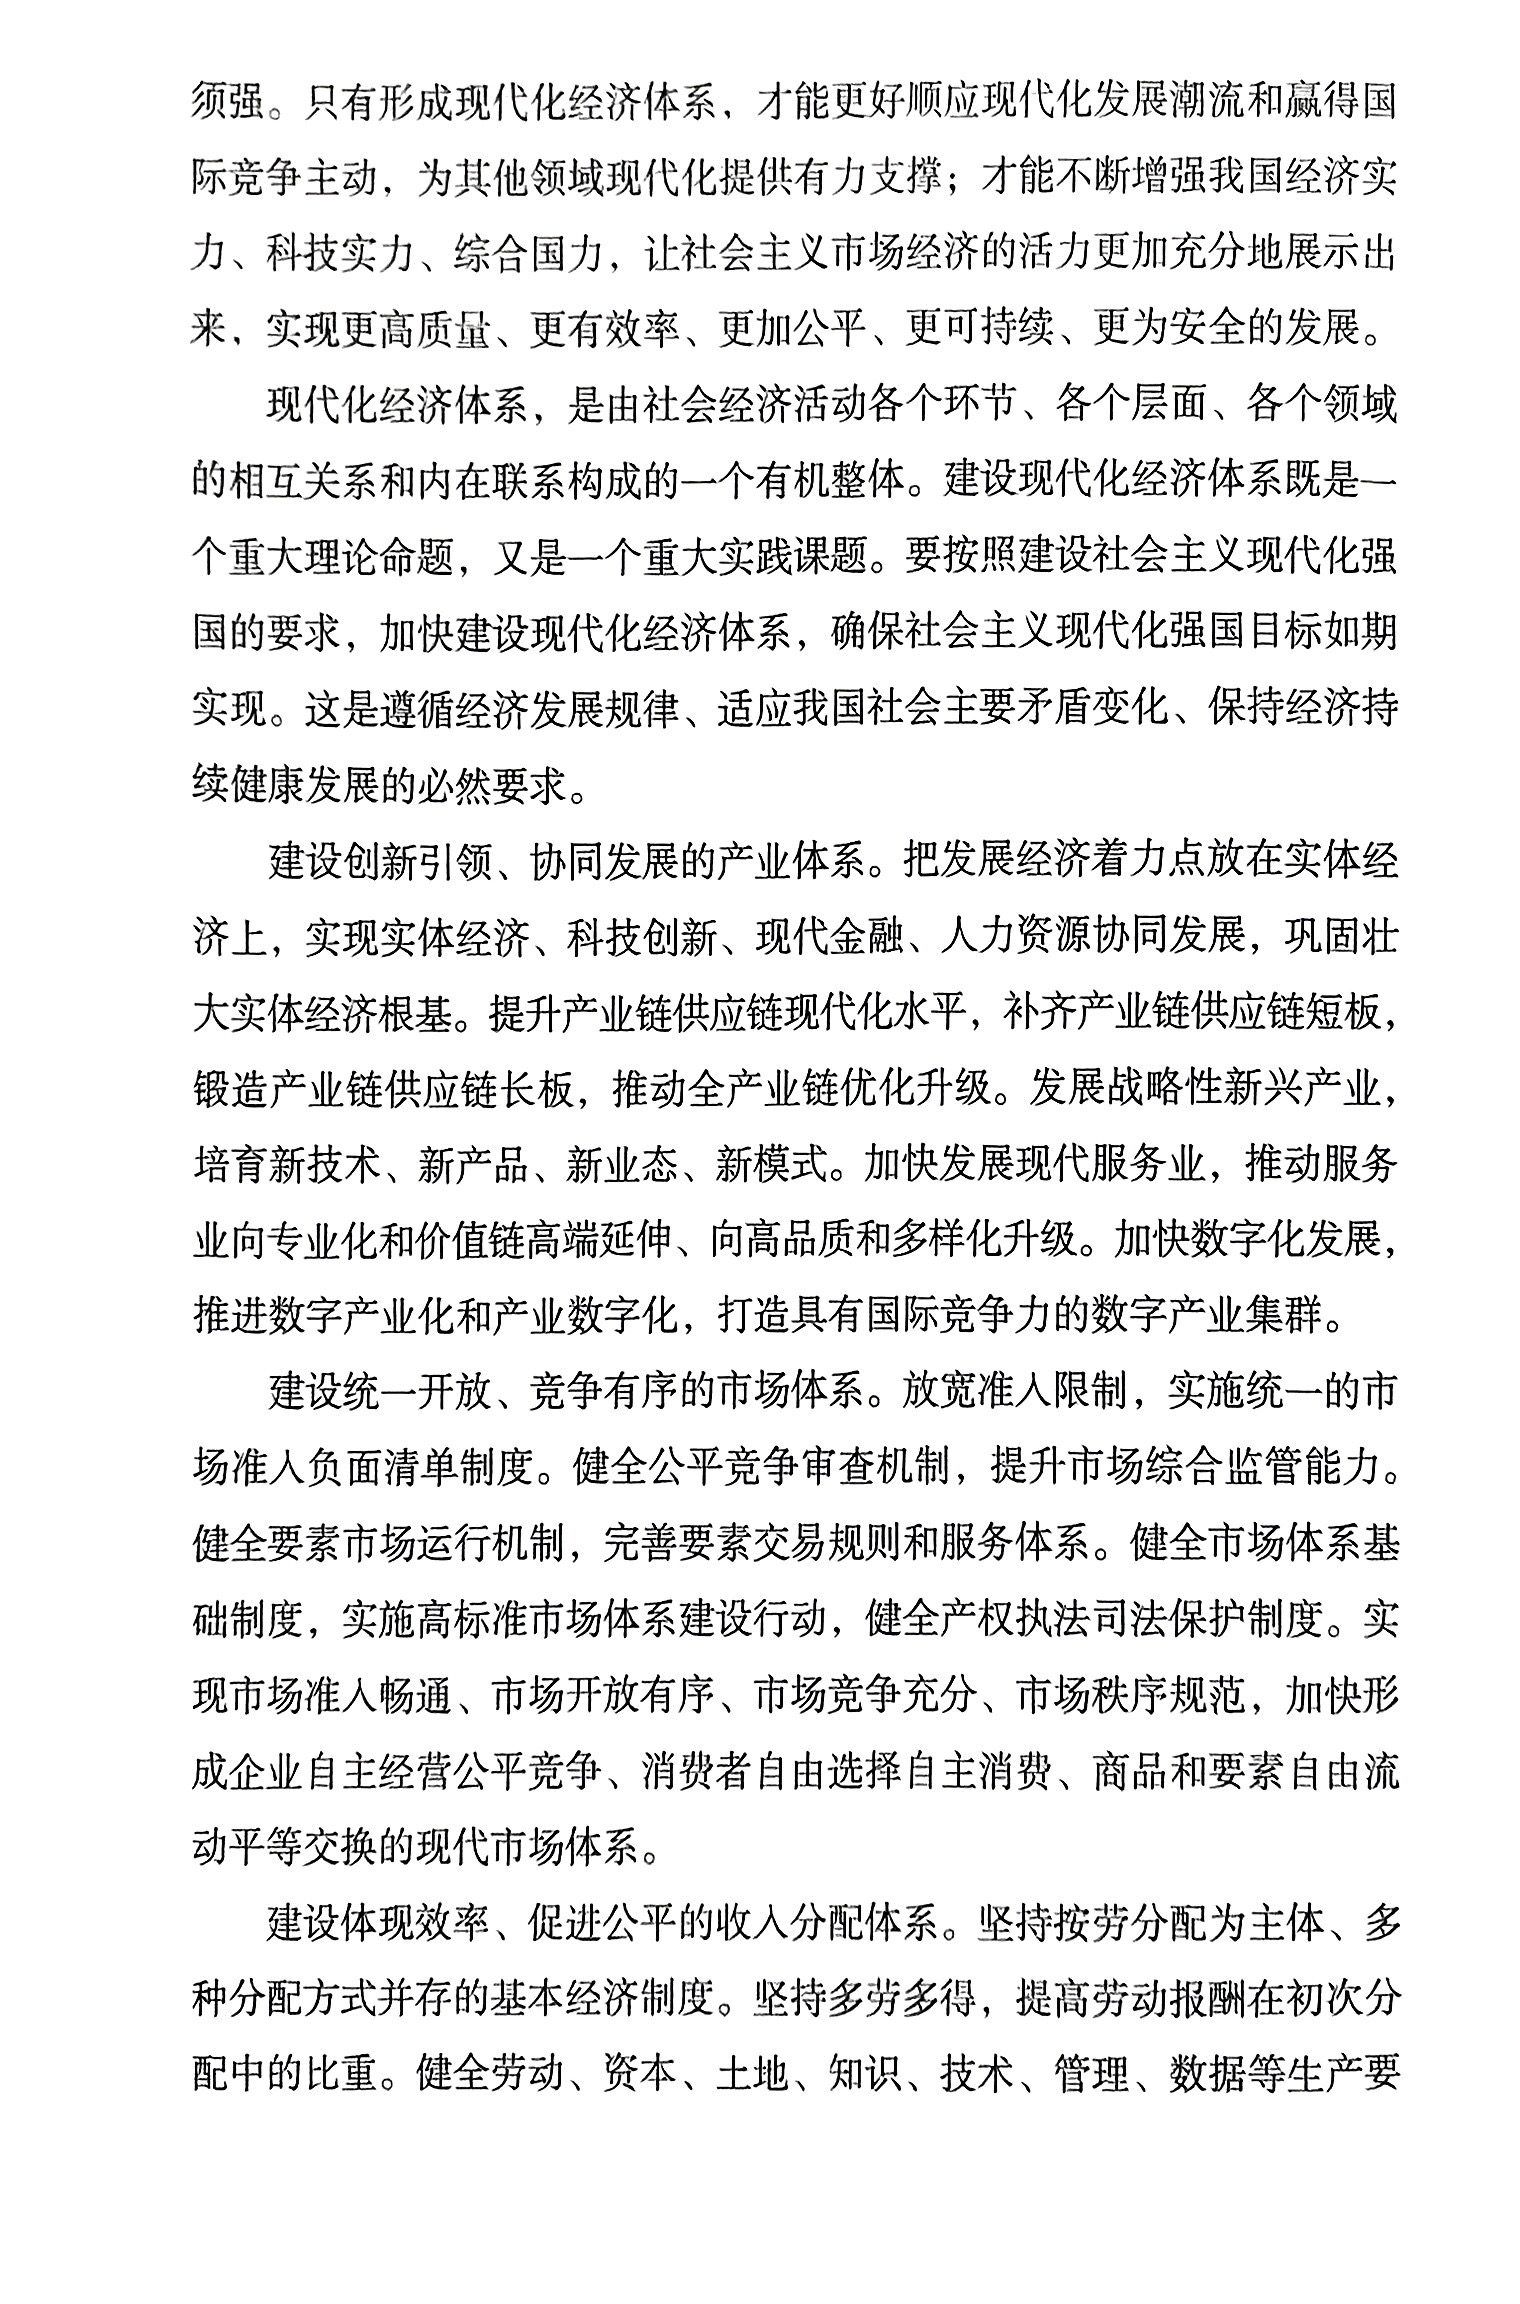 须强。只有形成现代化经济体系，才能更好顺应现代化发展潮流和赢得国
际竞争主动，为其他领域现代化提供有力支撑；才能不断增强我国经济实
力、科技实力、综合国力，让社会主义市场经济的活力更加充分地展示出
来，实现更高质量、更有效率、更加公平、更可持续、更为安全的发展。
现代化经济体系，是由社会经济活动各个环节、各个层面、各个领域
的相互关系和内在联系构成的一个有机整体。建设现代化经济体系既是一
个重大理论命题，又是一个重大实践课题。要按照建设社会主义现代化强
国的要求，加快建设现代化经济体系，确保社会主义现代化强国目标如期
实现。这是遵循经济发展规律、适应我国社会主要矛盾变化、保持经济持
续健康发展的必然要求。
建设创新引领、协同发展的产业体系。把发展经济着力点放在实体经
济上，实现实体经济、科技创新、现代金融、人力资源协同发展，巩固壮
大实体经济根基。提升产业链供应链现代化水平，补齐产业链供应链短板，
锻造产业链供应链长板，推动全产业链优化升级。发展战略性新兴产业，
培育新技术、新产品、新业态、新模式。加快发展现代服务业，推动服务
业向专业化和价值链高端延伸、向高品质和多样化升级。加快数字化发展，
推进数字产业化和产业数字化，打造具有国际竞争力的数字产业集群。
建设统一开放、竞争有序的市场体系。放宽准入限制，实施统一的市
场准入负面清单制度。健全公平竞争审查机制，提升市场综合监管能力。
健全要素市场运行机制，完善要素交易规则和服务体系。健全市场体系基
础制度，实施高标准市场体系建设行动，健全产权执法司法保护制度。实
现市场准入畅通、市场开放有序、市场竞争充分、市场秩序规范，加快形
成企业自主经营公平竞争、消费者自由选择自主消费、商品和要素自由流
动平等交换的现代市场体系。
建设体现效率、促进公平的收入分配体系。坚持按劳分配为主体、多
种分配方式并存的基本经济制度。坚持多劳多得，提高劳动报酬在初次分
配中的比重。健全劳动、资本、土地、知识、技术、管理、数据等生产要